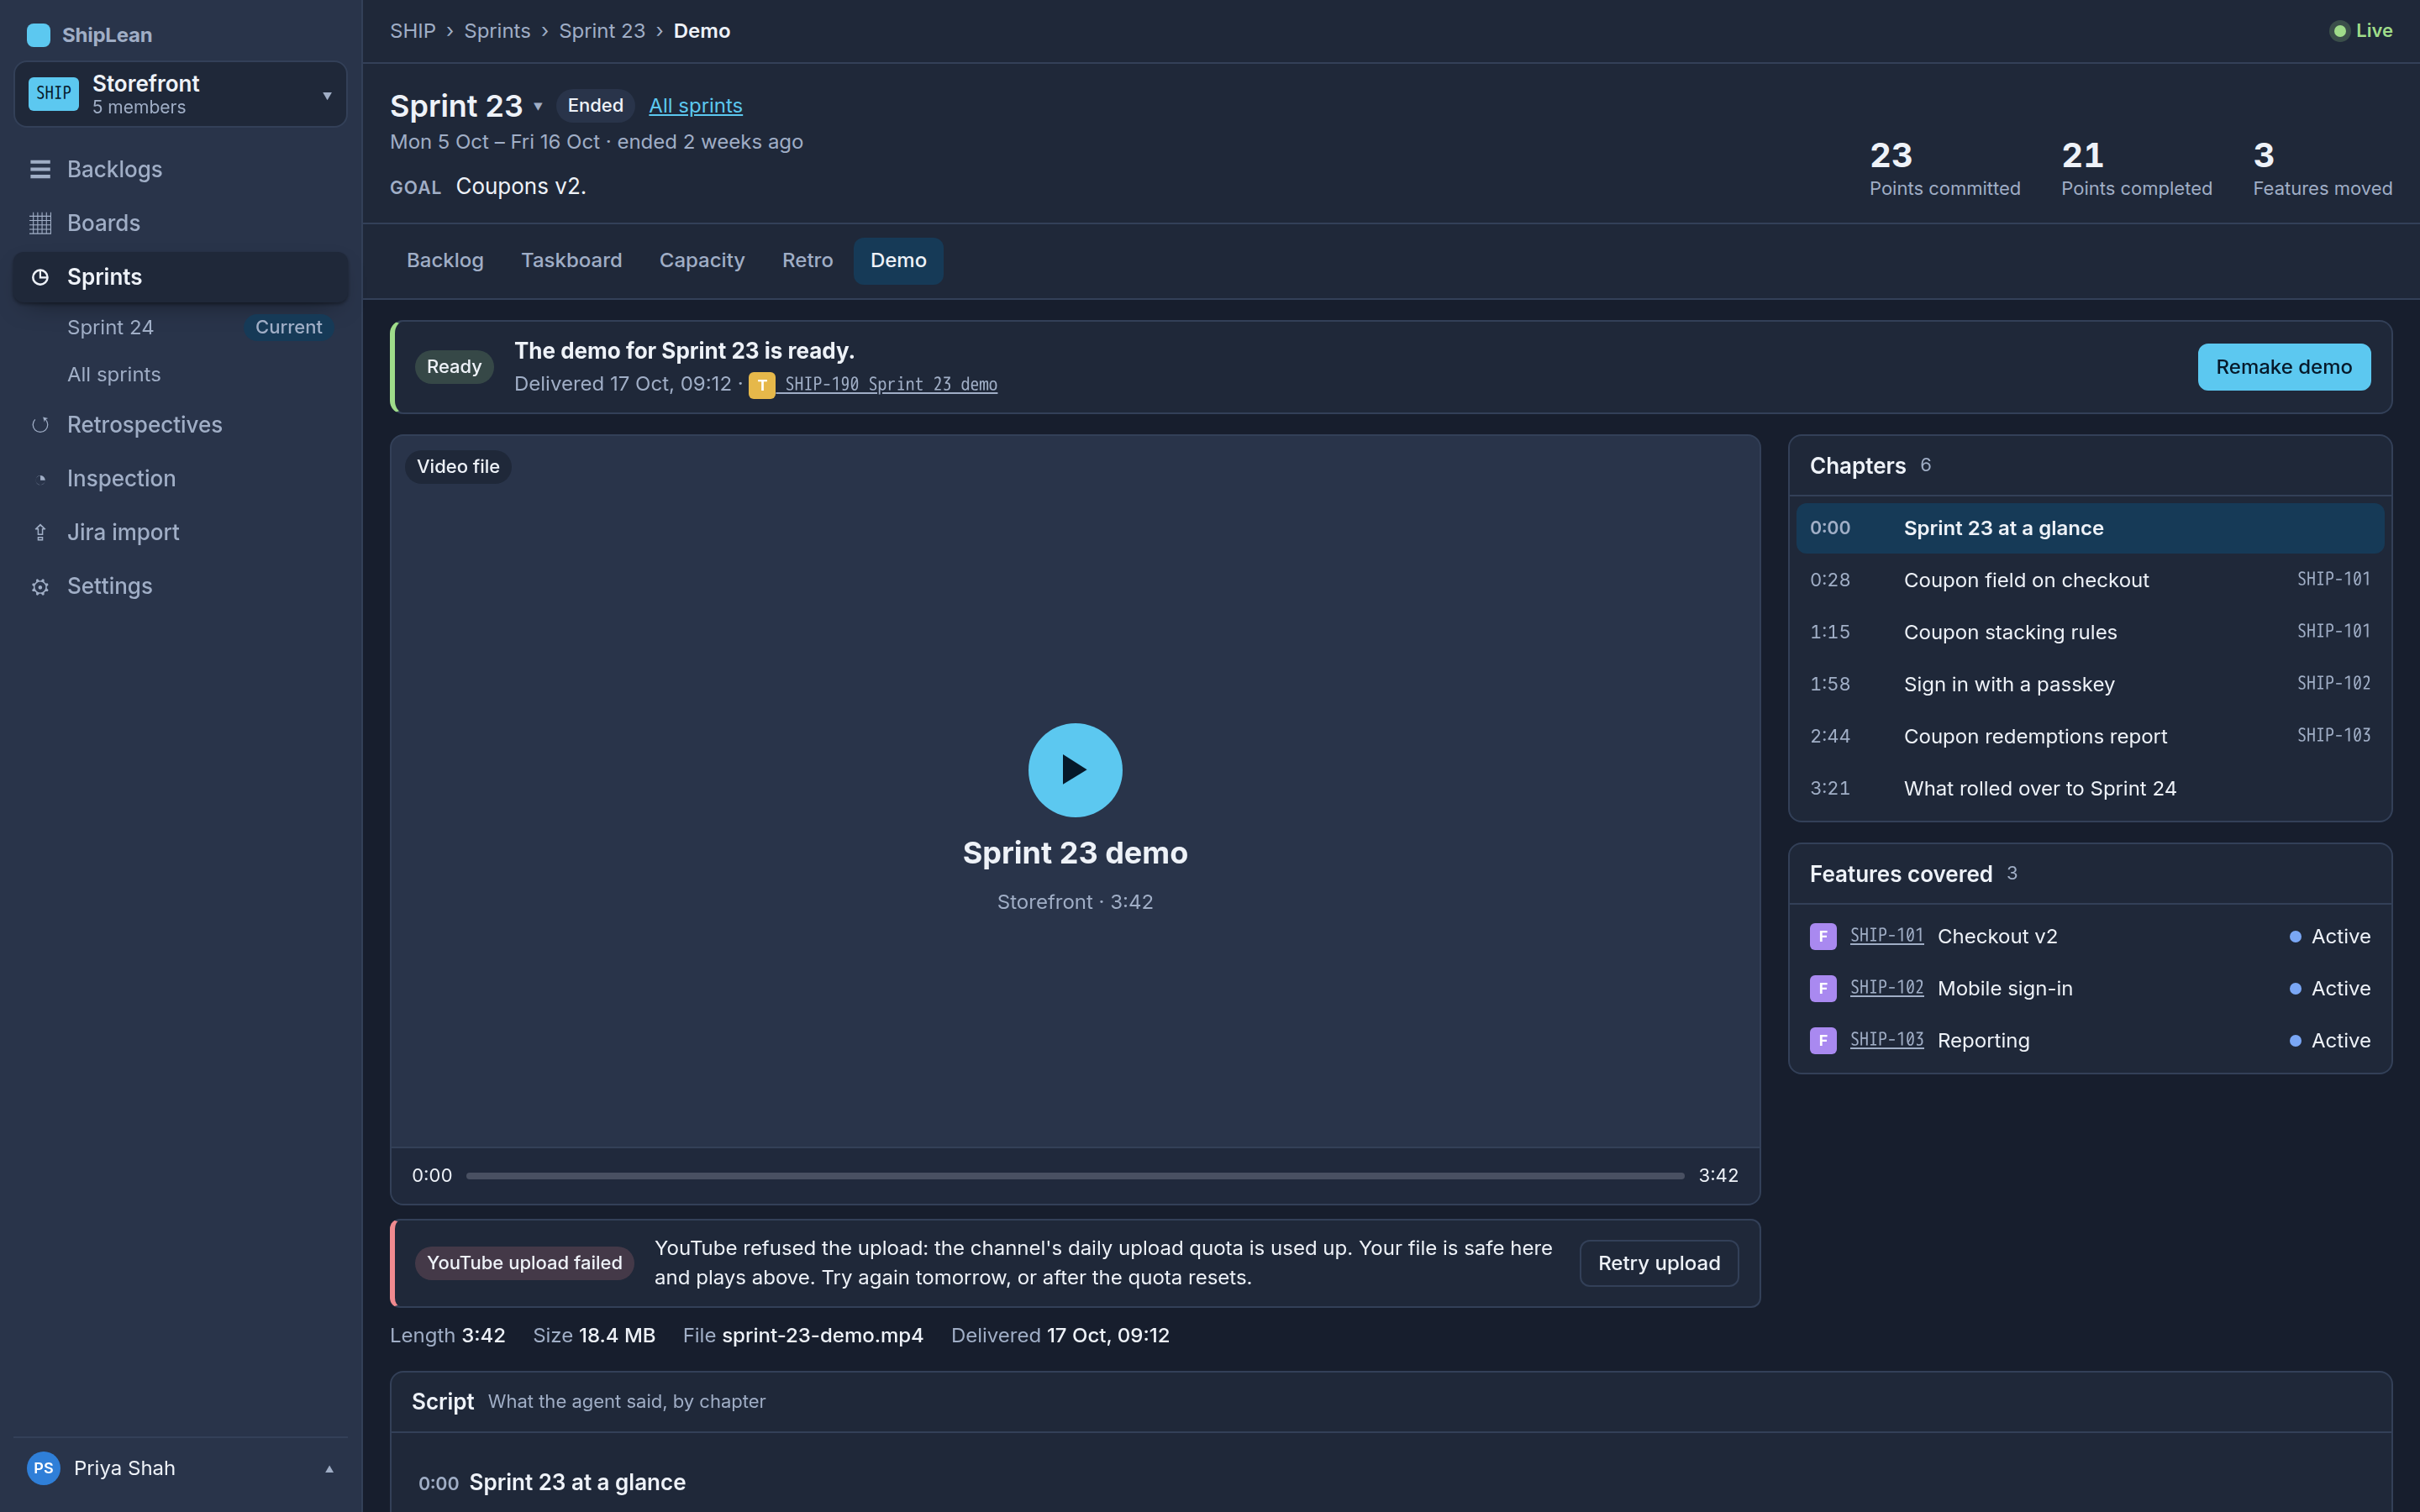 ShipLean
SHIP
Storefront
5 members
Backlogs
Boards
Sprints
Sprint 24 Current
All sprints
Retrospectives
Inspection
Jira import
Settings
PS Priya Shah
SHIP › Sprints › Sprint 23 › Demo
Live
Sprint 23 Ended All sprints
Mon 5 Oct – Fri 16 Oct · ended 2 weeks ago
GOAL Coupons v2.
23
Points committed
21
Points completed
3
Features moved
Backlog Taskboard Capacity Retro Demo
Ready
The demo for Sprint 23 is ready.
Delivered 17 Oct, 09:12 · T SHIP-190 Sprint 23 demo
Remake demo
Video file
Sprint 23 demo
Storefront · 3:42
0:00 3:42
YouTube upload failed
YouTube refused the upload: the channel's daily upload quota is used up. Your file is safe here
and plays above. Try again tomorrow, or after the quota resets.
Retry upload
Length 3:42 Size 18.4 MB File sprint-23-demo.mp4 Delivered 17 Oct, 09:12
Chapters 6
0:00 Sprint 23 at a glance
0:28 Coupon field on checkout SHIP-101
1:15 Coupon stacking rules SHIP-101
1:58 Sign in with a passkey SHIP-102
2:44 Coupon redemptions report SHIP-103
3:21 What rolled over to Sprint 24
Features covered 3
F SHIP-101 Checkout v2 Active
F SHIP-102 Mobile sign-in Active
F SHIP-103 Reporting Active
Script What the agent said, by chapter
0:00 Sprint 23 at a glance